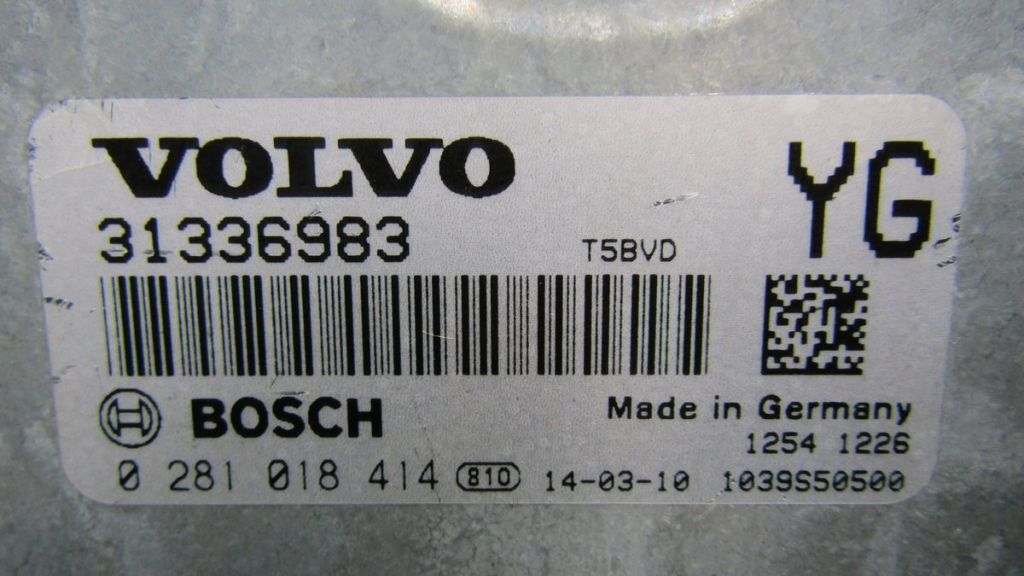 VOLVO
YG
31336983
T5BVD
BOSCH
Made in Germany
1254 1226
0 281 018 414 810 14-03-10 1039S50500